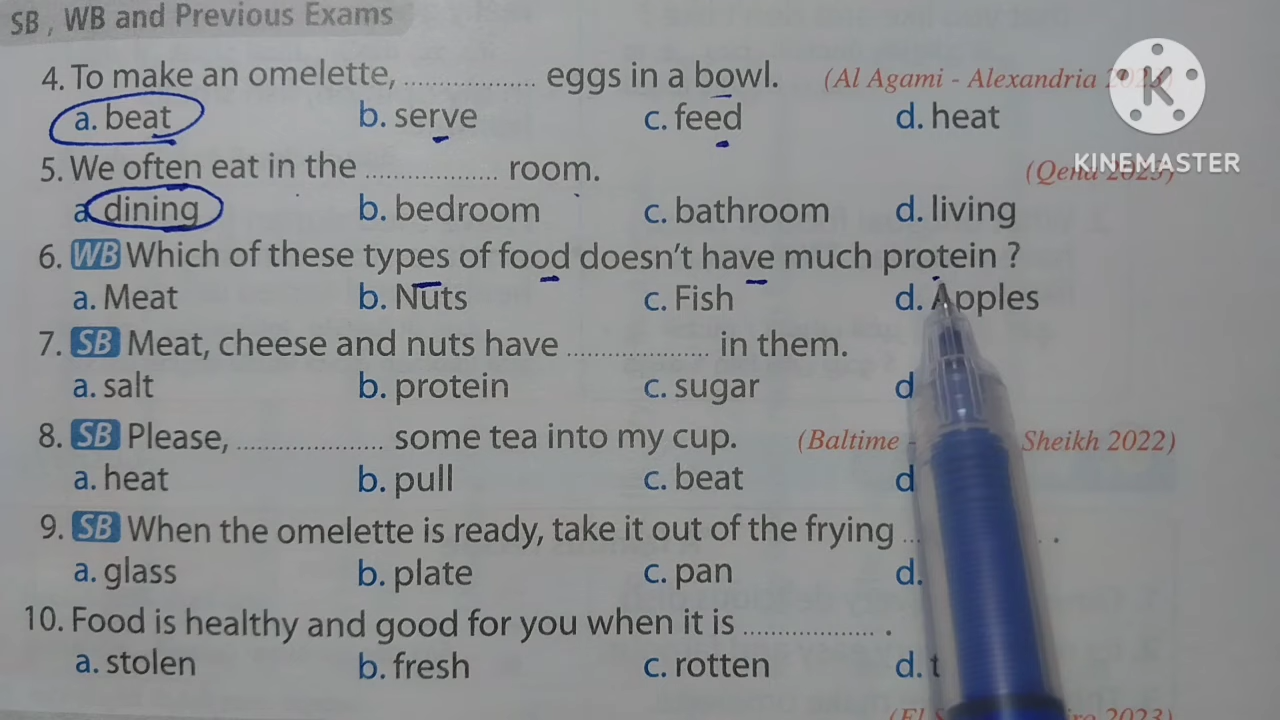 SB, WB and Previous Exams
4. To make an omelette, .................. eggs in a bowl. (Al Agami - Alexandria
a. beat b. serve c. feed d. heat
KINEMASTER
5. We often eat in the .................. room. (Qena 2023)
a dining b. bedroom c. bathroom d. living
6. WB Which of these types of food doesn't have much protein ?
a. Meat b. Nuts c. Fish d. Apples
7. SB Meat, cheese and nuts have .................... in them.
a. salt b. protein c. sugar d
8. SB Please, .................... some tea into my cup. (Baltime - Sheikh 2022)
a. heat b. pull c. beat d
9. SB When the omelette is ready, take it out of the frying ... .
a. glass b. plate c. pan d.
10. Food is healthy and good for you when it is .................. .
a. stolen b. fresh c. rotten d. t
2023)